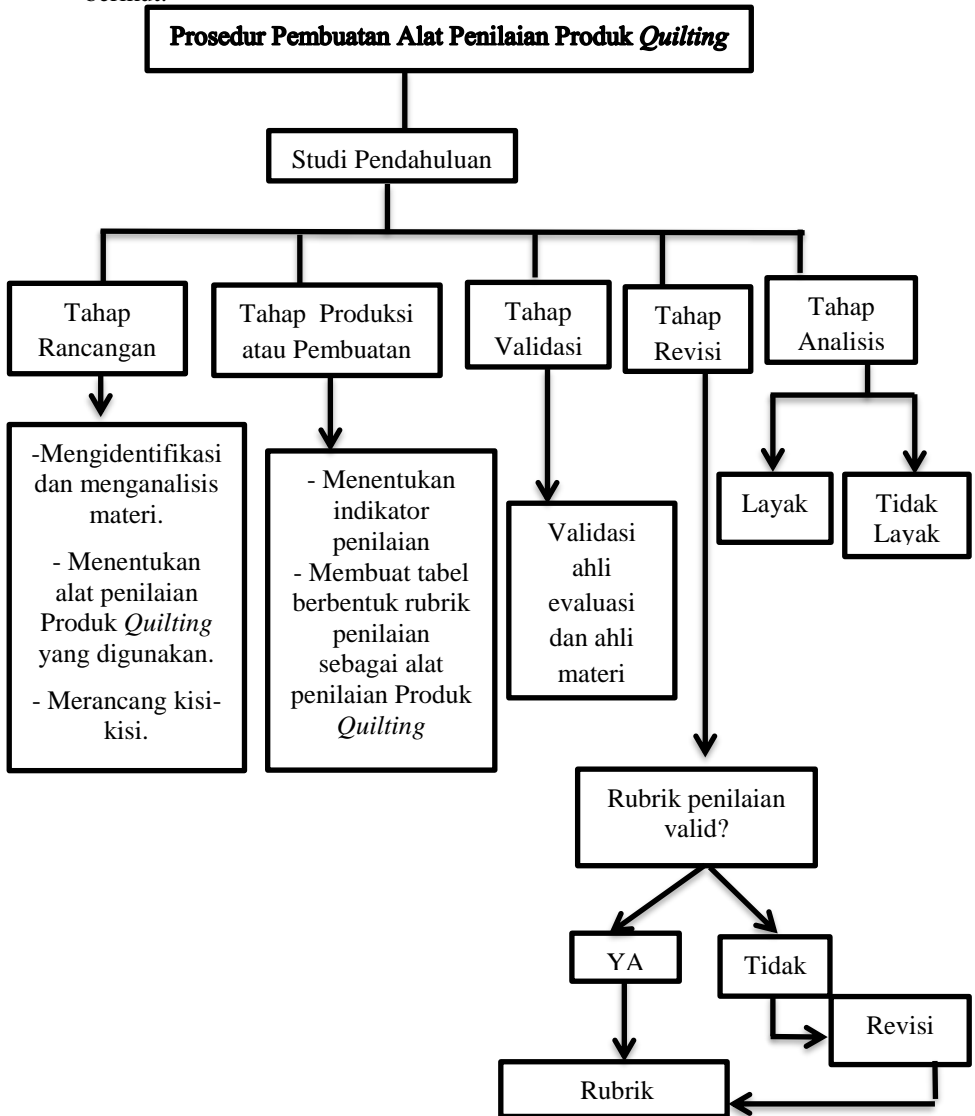 Prosedur Pembuatan Alat Penilaian Produk Quilting
Studi Pendahuluan
Tahap
Rancangan
Tahap Produksi
atau Pembuatan
Tahap
Validasi
Tahap
Revisi
Tahap
Analisis
-Mengidentifikasi
dan menganalisis
materi.
- Menentukan
alat penilaian
Produk Quilting
yang digunakan.
- Merancang kisi-
kisi.
- Menentukan
indikator
penilaian
- Membuat tabel
berbentuk rubrik
penilaian
sebagai alat
penilaian Produk
Quilting
Validasi
ahli
evaluasi
dan ahli
materi
Layak
Tidak
Layak
Rubrik penilaian
valid?
YA
Tidak
Revisi
Rubrik